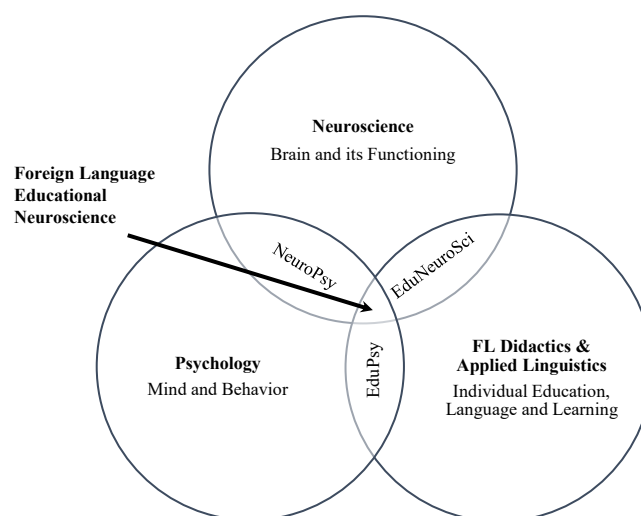 Neuroscience
Brain and its Functioning
Foreign Language
Educational
Neuroscience
NeuroPsy
EduNeuroSci
EduPsy
Psychology
Mind and Behavior
FL Didactics &
Applied Linguistics
Individual Education,
Language and Learning